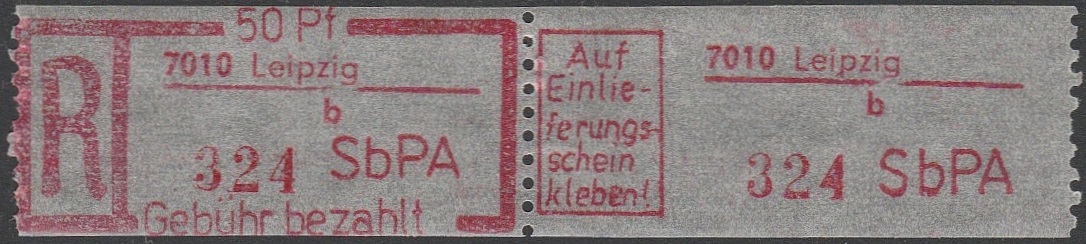 50 Pf
R
7010 Leipzig
b
324 SbPA
Gebühr bezahlt
Auf
Einlie-
ferungs-
schein
kleben!
7010 Leipzig
b
324 SbPA